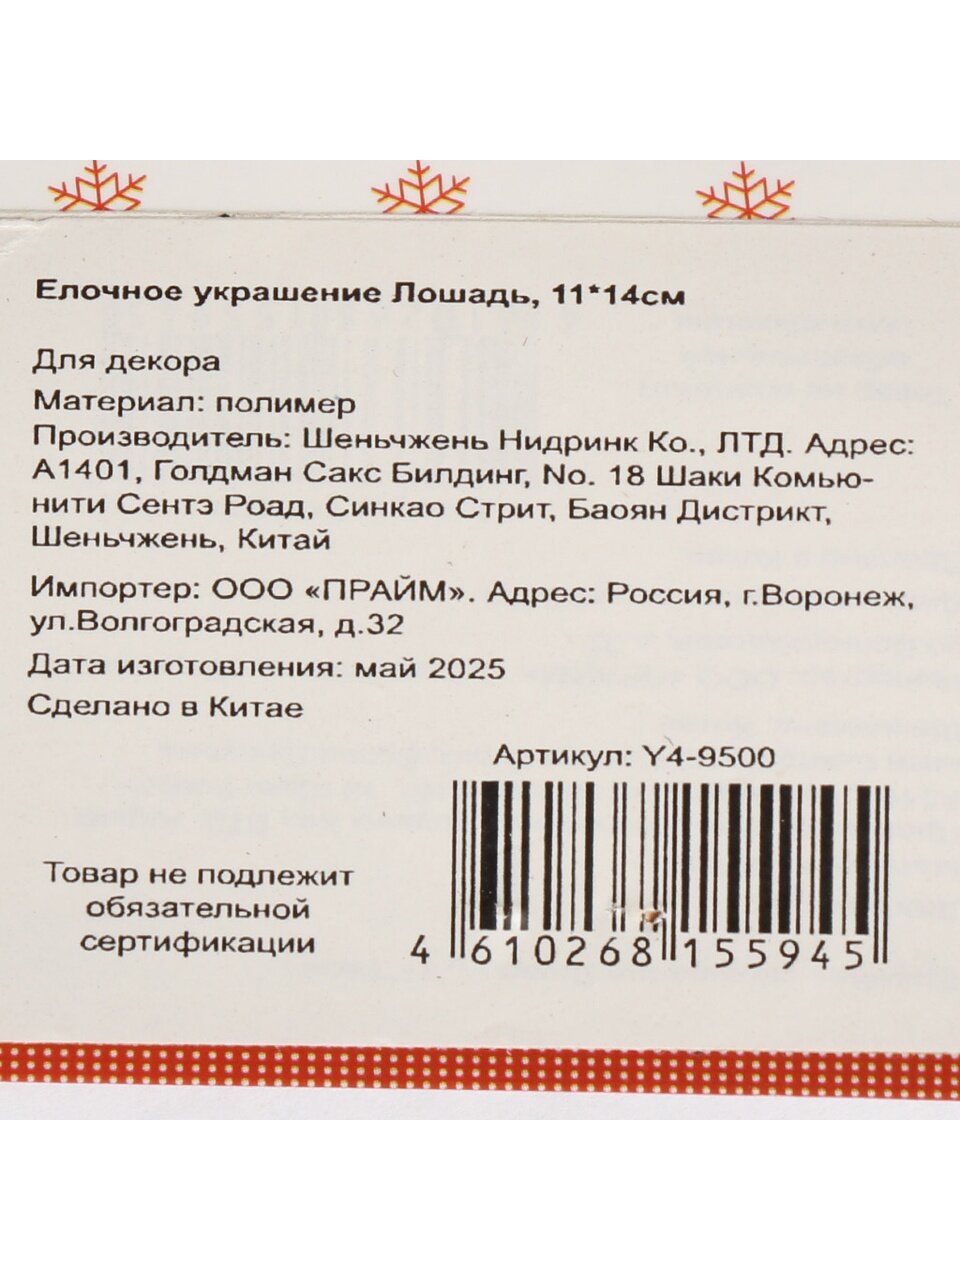 Елочное украшение Лошадь, 11*14см
Для декора
Материал: полимер
Производитель: Шеньчжень Нидринк Ко., ЛТД. Адрес:
А1401, Голдман Сакс Билдинг, No. 18 Шаки Комью-
нити Сентэ Роад, Синкао Стрит, Баоян Дистрикт,
Шеньчжень, Китай
Импортер: ООО «ПРАЙМ». Адрес: Россия, г.Воронеж,
ул.Волгоградская, д.32
Дата изготовления: май 2025
Сделано в Китае
Артикул: Y4-9500
Товар не подлежит
обязательной
сертификации
4 610268 155945